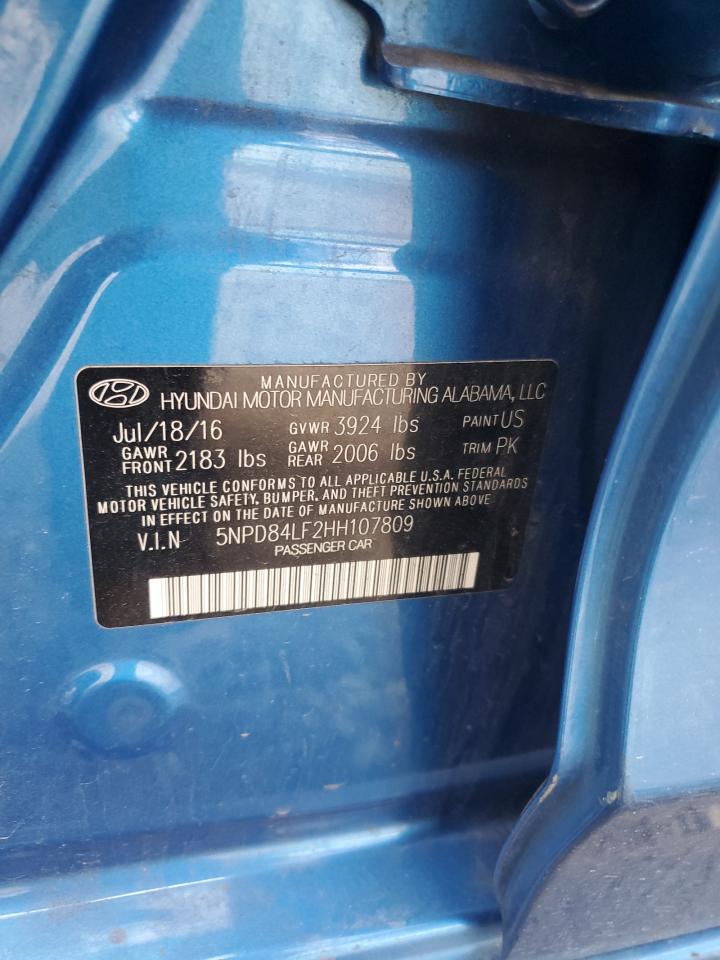 MANUFACTURED BY
HYUNDAI MOTOR MANUFACTURING ALABAMA, LLC
Jul/18/16 GVWR 3924 lbs PAINT US
GAWR FRONT 2183 lbs GAWR REAR 2006 lbs TRIM PK
THIS VEHICLE CONFORMS TO ALL APPLICABLE U.S.A. FEDERAL
MOTOR VEHICLE SAFETY, BUMPER, AND THEFT PREVENTION STANDARDS
IN EFFECT ON THE DATE OF MANUFACTURE SHOWN ABOVE
V.I.N 5NPD84LF2HH107809
PASSENGER CAR